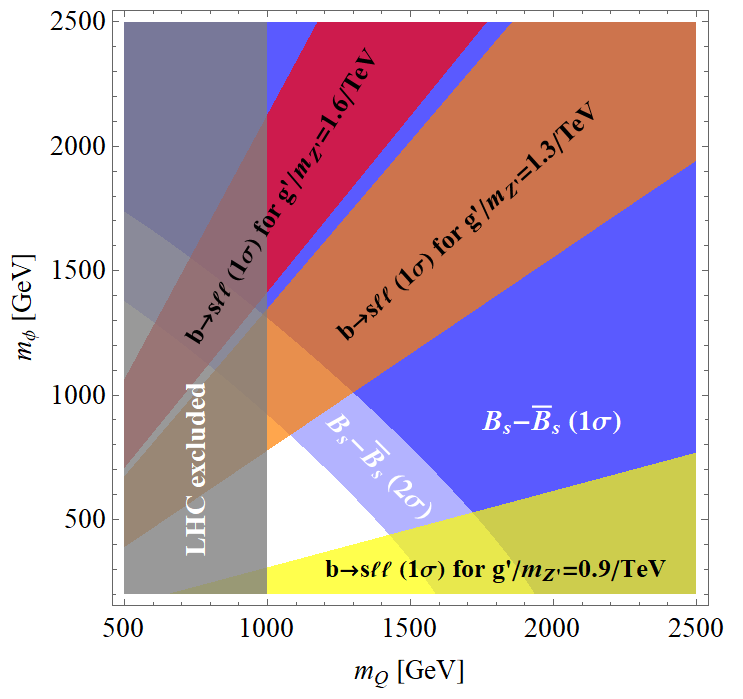 2500
2000
1500
1000
500
m_ϕ [GeV]
b→sℓℓ (1σ) for g'/m_Z'=1.6/TeV
b→sℓℓ (1σ) for g'/m_Z'=1.3/TeV
B_s−B̅_s (1σ)
B_s−B̅_s (2σ)
LHC excluded
b→sℓℓ (1σ) for g'/m_Z'=0.9/TeV
500 1000 1500 2000 2500
m_Q [GeV]